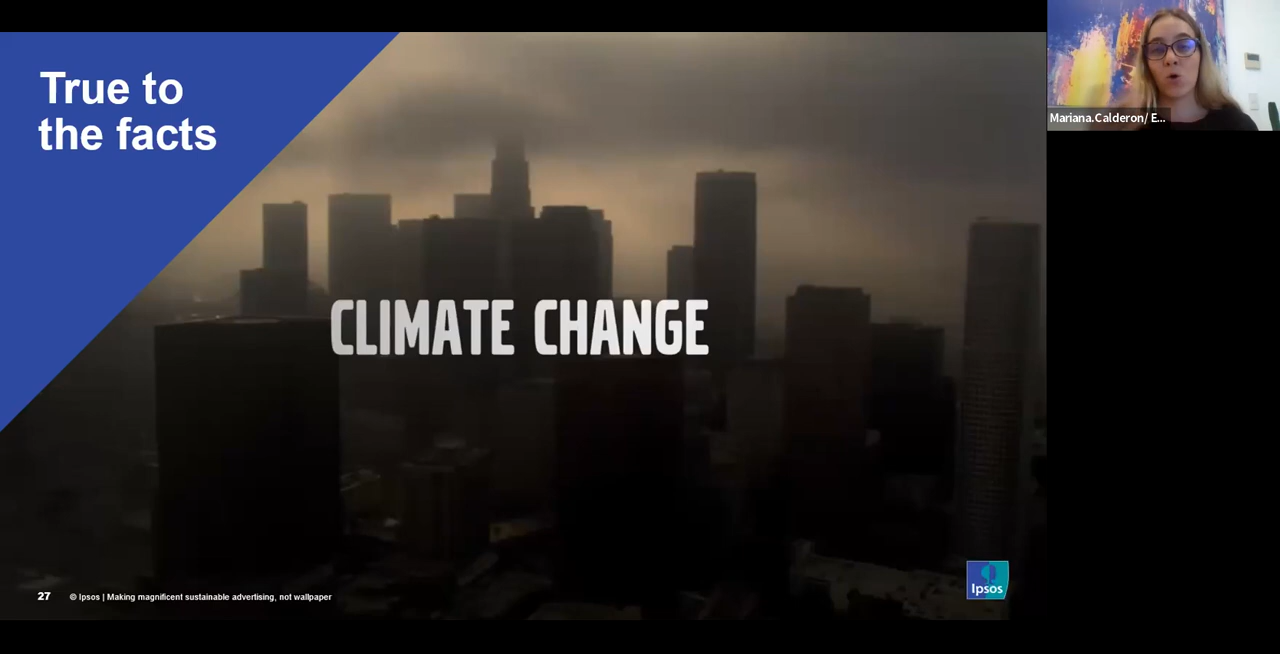 True to
the facts
CLIMATE CHANGE
27 © Ipsos | Making magnificent sustainable advertising, not wallpaper
Ipsos
Mariana.Calderon/ E...